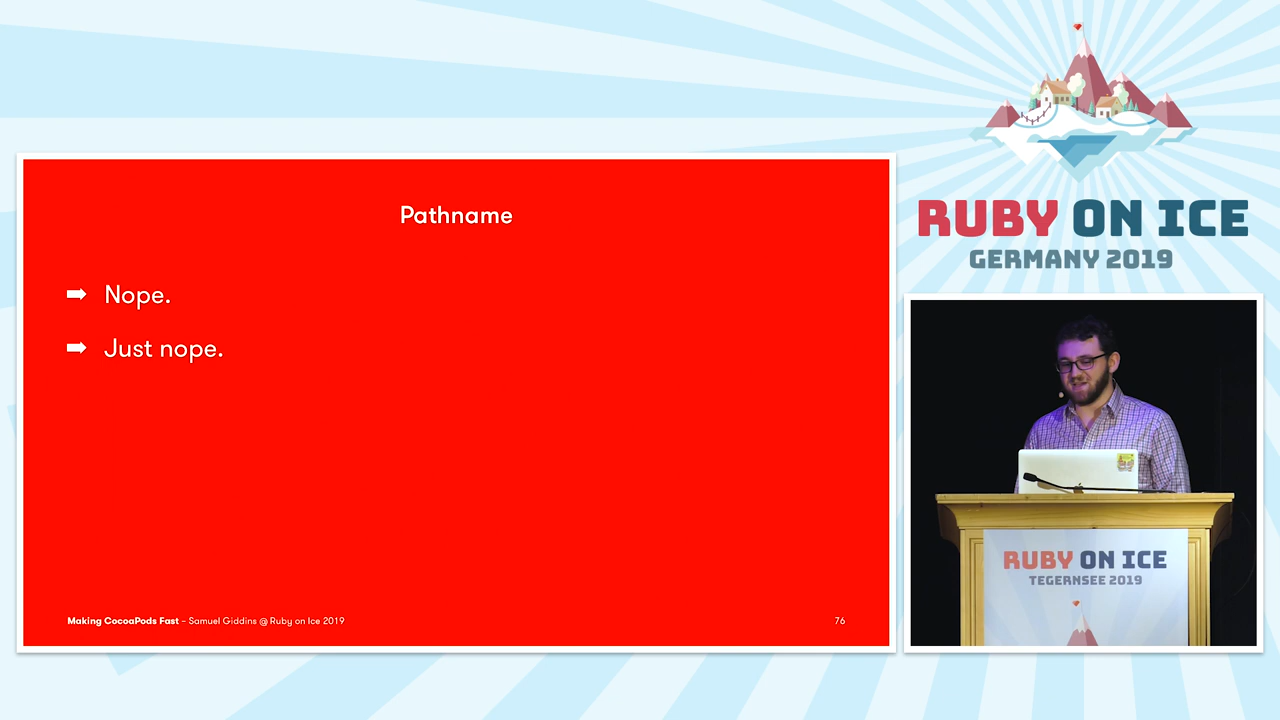 RUBY ON ICE
GERMANY 2019
Pathname
➡ Nope.
➡ Just nope.
Making CocoaPods Fast – Samuel Giddins @ Ruby on Ice 2019
76
RUBY ON ICE
TEGERNSEE 2019